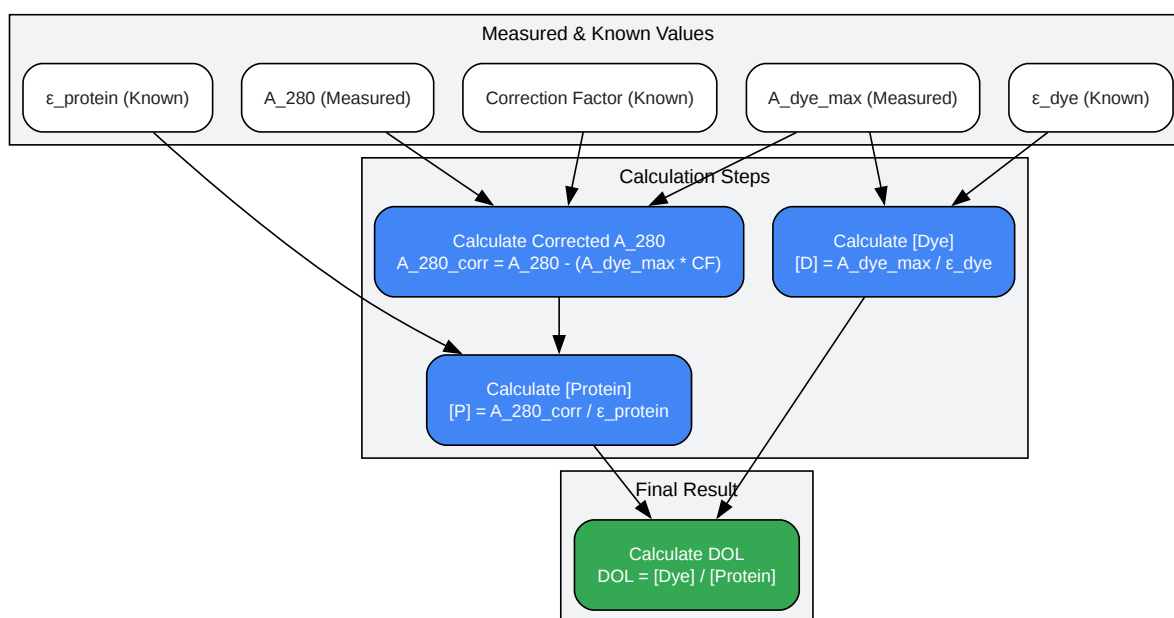 Measured & Known Values
ε_protein (Known)
A_280 (Measured)
Correction Factor (Known)
A_dye_max (Measured)
ε_dye (Known)
Calculation Steps
Calculate Corrected A_280
A_280_corr = A_280 - (A_dye_max * CF)
Calculate [Dye]
[D] = A_dye_max / ε_dye
Calculate [Protein]
[P] = A_280_corr / ε_protein
Final Result
Calculate DOL
DOL = [Dye] / [Protein]